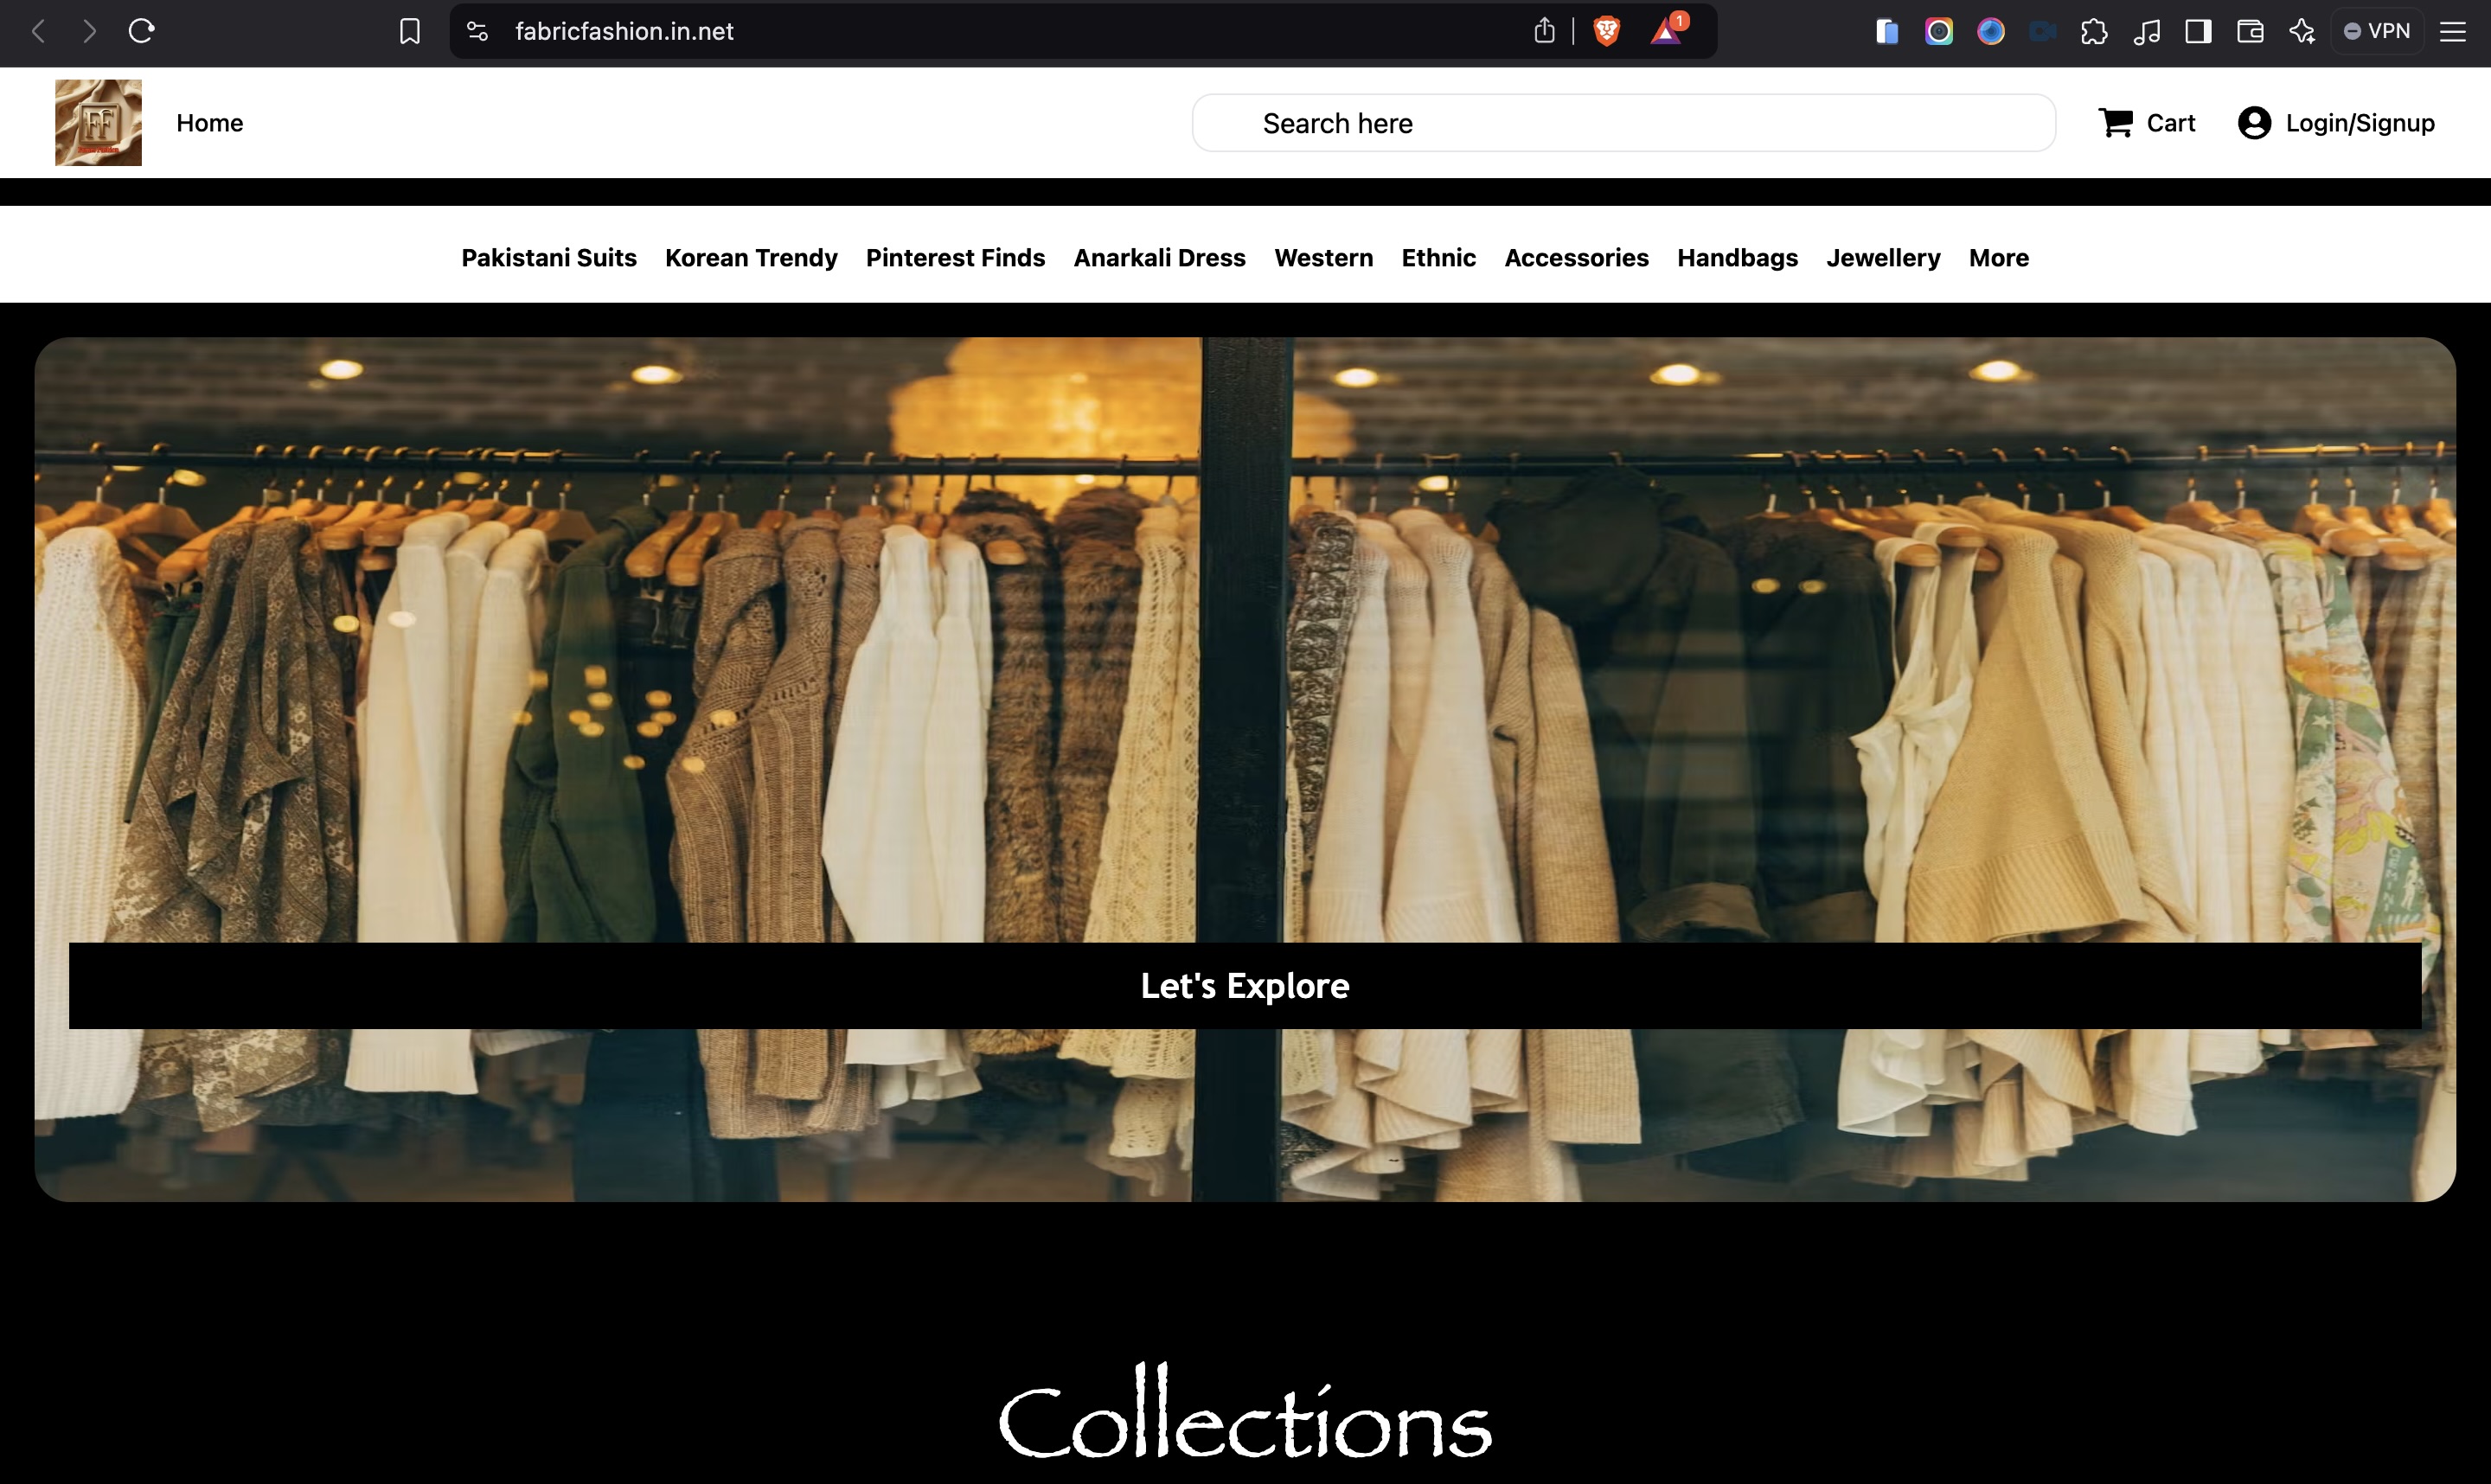 fabricfashion.in.net
1
VPN
FF
Home
Search here
Cart
Login/Signup
Pakistani Suits Korean Trendy Pinterest Finds Anarkali Dress Western Ethnic Accessories Handbags Jewellery More
Let's Explore
Collections